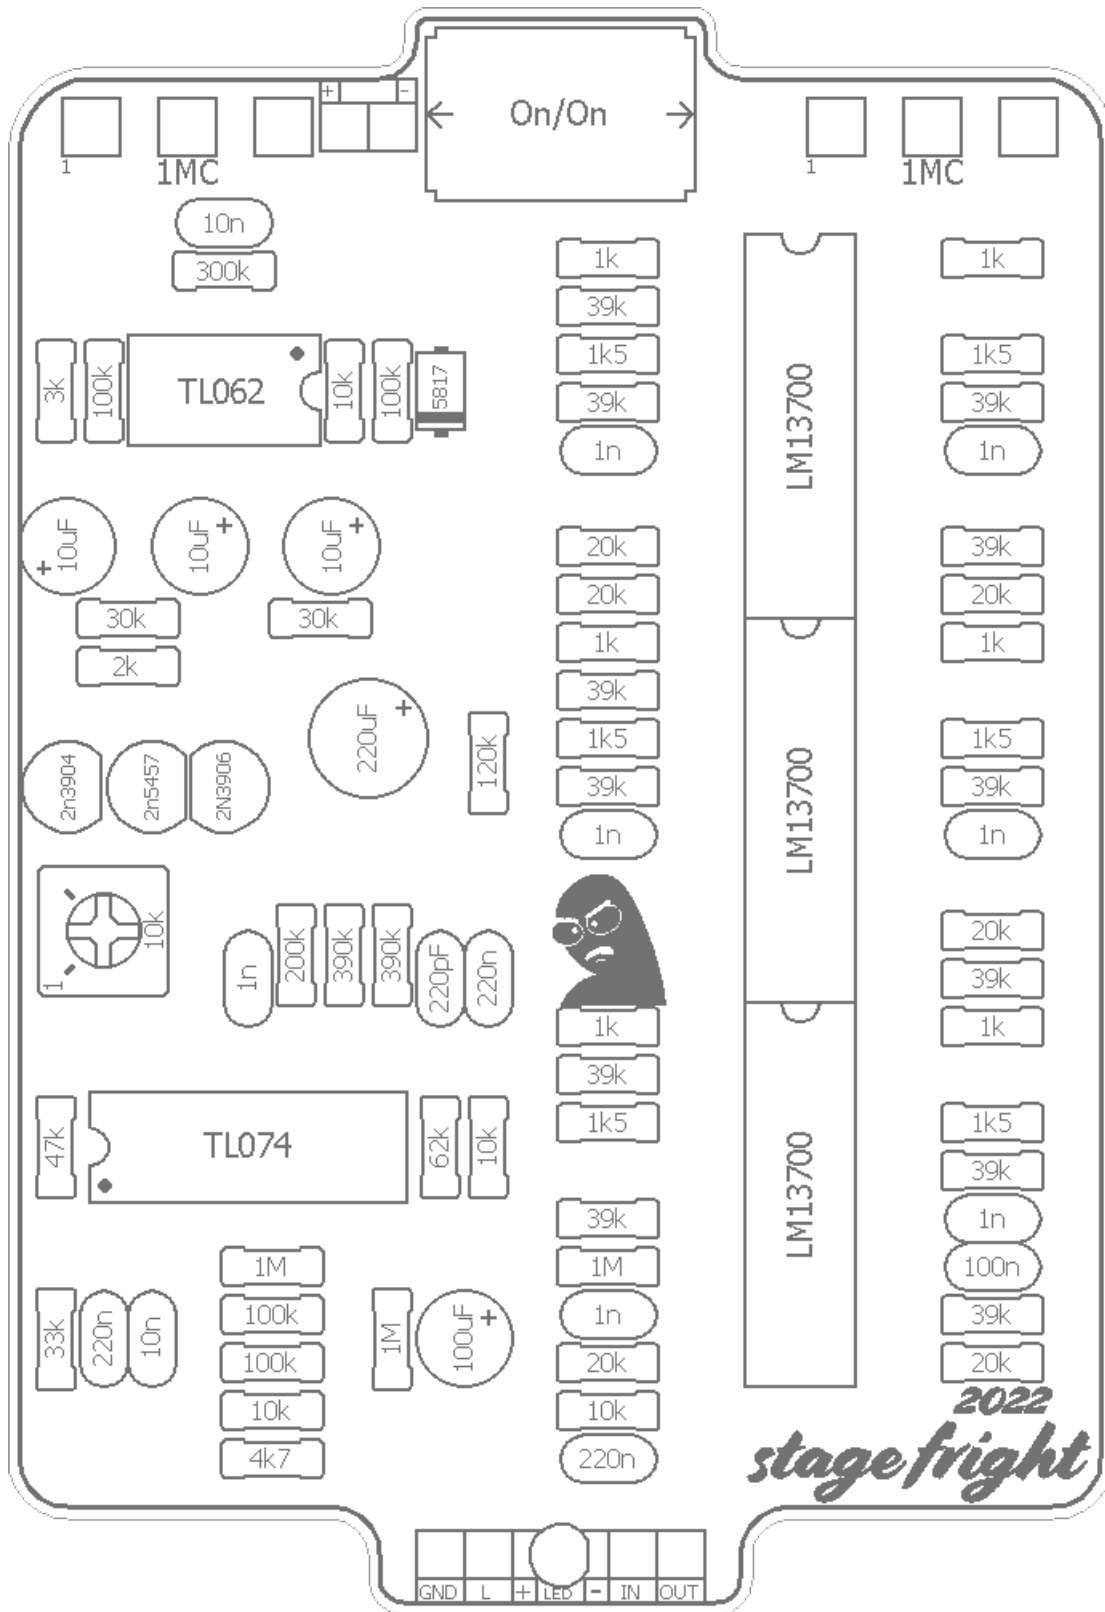 + -
On/On
1 1MC
1 1MC
10n
300k
1k
1k
39k
3k
100k
TL062
10k
100k
5817
1k5
1k5
39k
39k
1n
1n
LM13700
+ 10uF
10uF +
10uF +
20k
39k
20k
20k
30k
30k
1k
1k
2k
39k
220uF +
120k
1k5
1k5
2n3904
2n5457
2N3906
39k
39k
1n
1n
LM13700
10k
1
1n
200k
390k
390k
220pF
220n
20k
39k
1k
1k
39k
47k
TL074
62k
10k
1k5
1k5
39k
LM13700
39k
1n
1M
1M
100n
33k
220n
10n
100k
1M
100uF +
1n
39k
100k
20k
20k
10k
10k
4k7
220n
2022
stage fright
GND L + LED - IN OUT